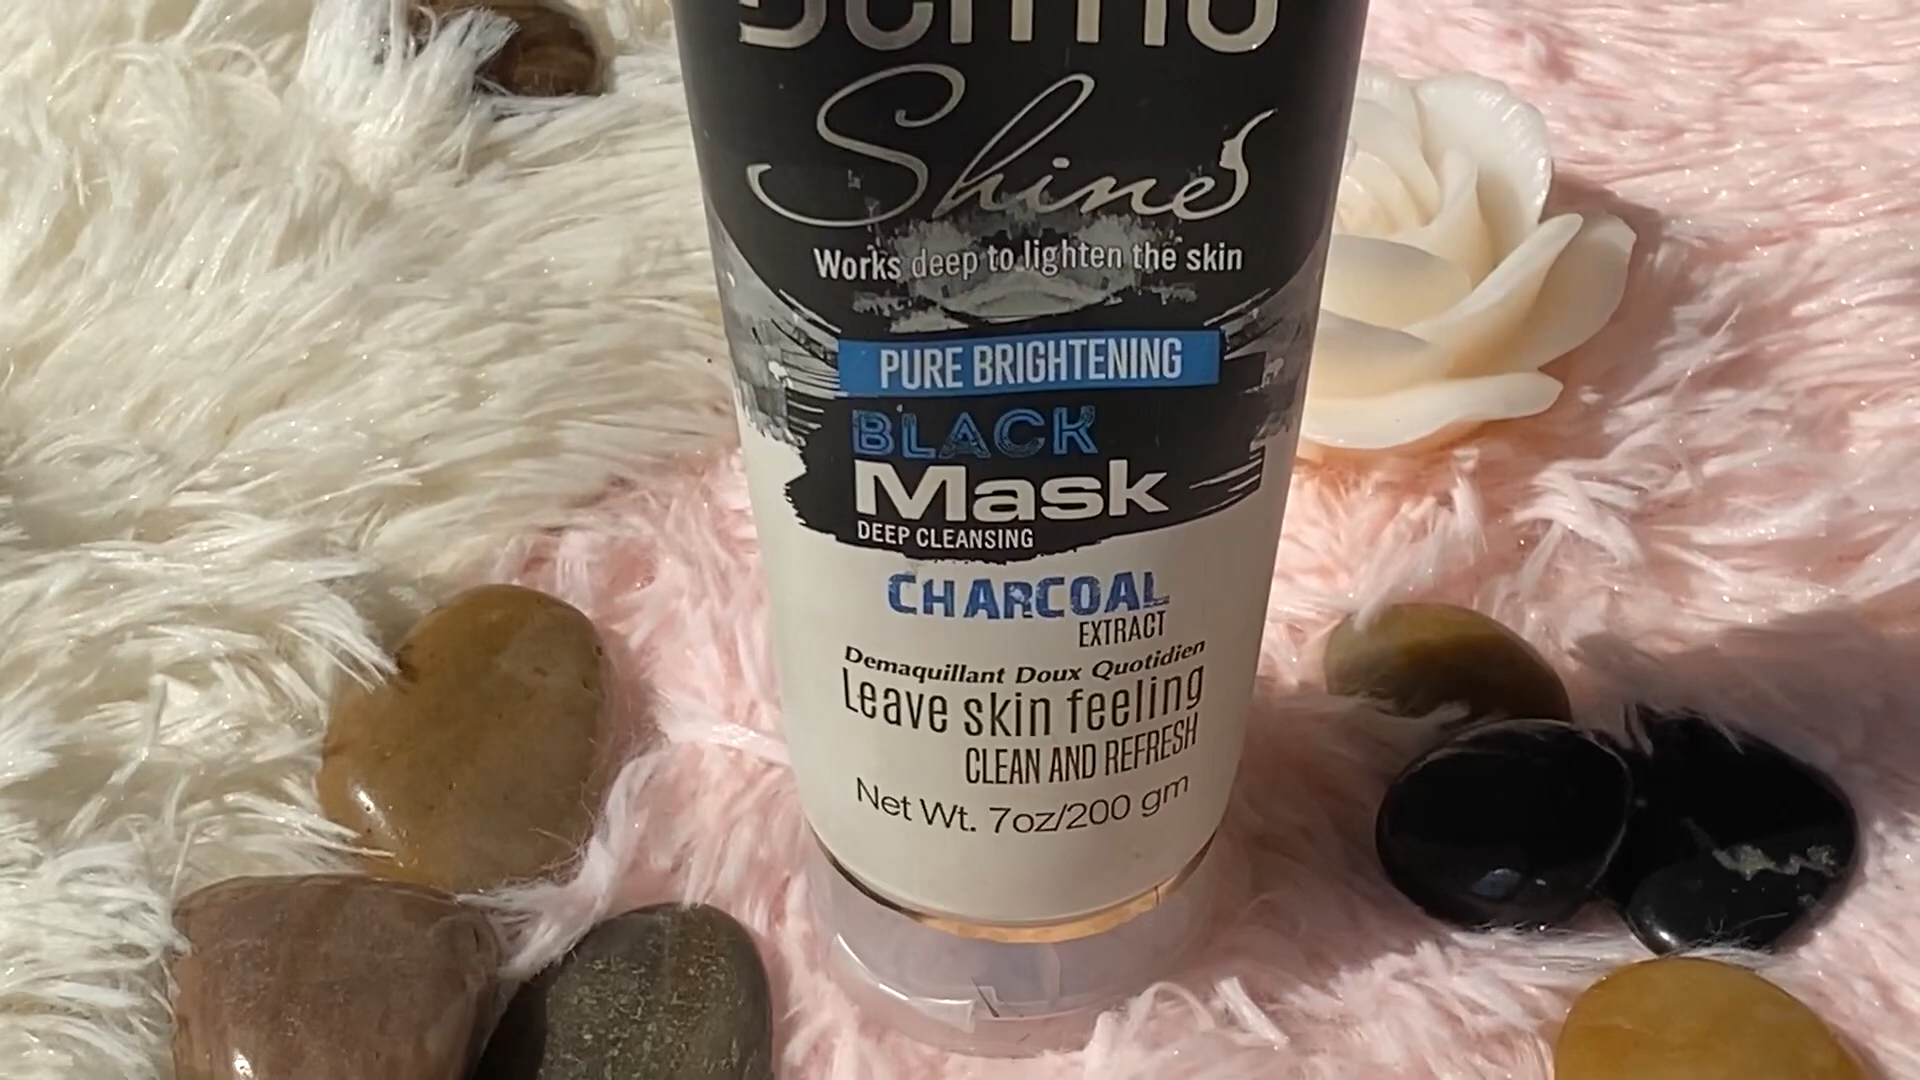 Shine
Works deep to lighten the skin
PURE BRIGHTENING
BLACK
Mask
DEEP CLEANSING
CHARCOAL
EXTRACT
Demaquillant Doux Quotidien
Leave skin feeling
CLEAN AND REFRESH
Net Wt. 7oz/200 gm